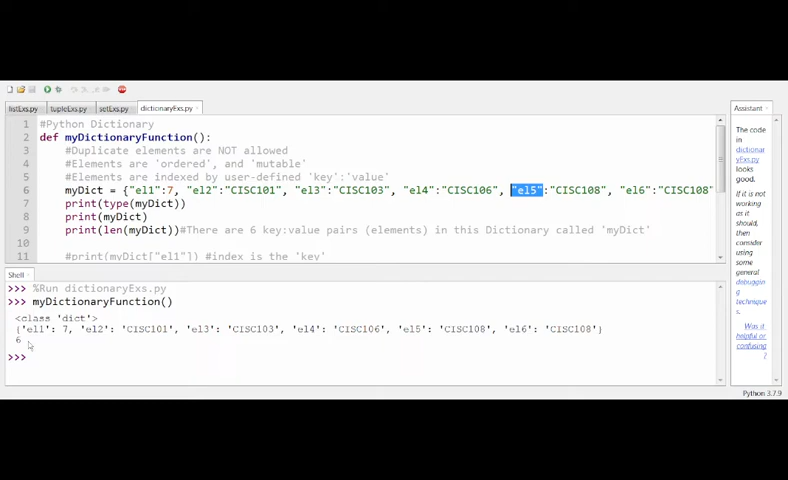 listExs.py tupleExs.py setExs.py dictionaryExs.py
1 #Python Dictionary
2 def myDictionaryFunction():
3 #Duplicate elements are NOT allowed
4 #Elements are 'ordered', and 'mutable'
5 #Elements are indexed by user-defined 'key':'value
6 myDict = {"el1":7, "el2":"CISC101", "el3":"CISC103", "el4":"CISC106", "el5":"CISC108", "el6":"CISC108"
7 print(type(myDict))
8 print(myDict)
9 print(len(myDict))#There are 6 key:value pairs (elements) in this Dictionary called 'myDict'
10
11 #print(myDict["el1"]) #index is the 'key'
Shell
>>> %Run dictionaryExs.py
>>> myDictionaryFunction()
<class 'dict'>
{'el1': 7, 'el2': 'CISC101', 'el3': 'CISC103', 'el4': 'CISC106', 'el5': 'CISC108', 'el6': 'CISC108'}
6
>>>
Assistant
The code
in
dictionar
yExs.py
looks
good.
If it is not
working
as it
should,
then
consider
using
some
general
debuggin
g
technique
s.
Was it
helpful or
confusing
?
Python 3.7.9